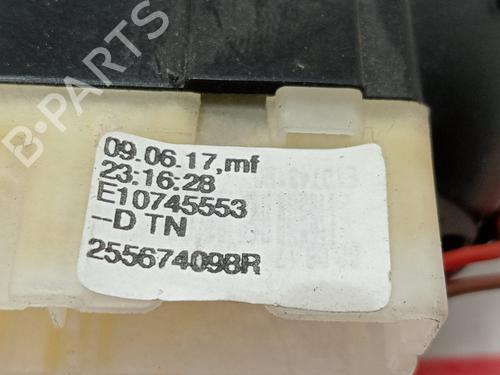 B-PARTS
09.06.17,mf
23:16:28
E10745553
--D TN
255674098R